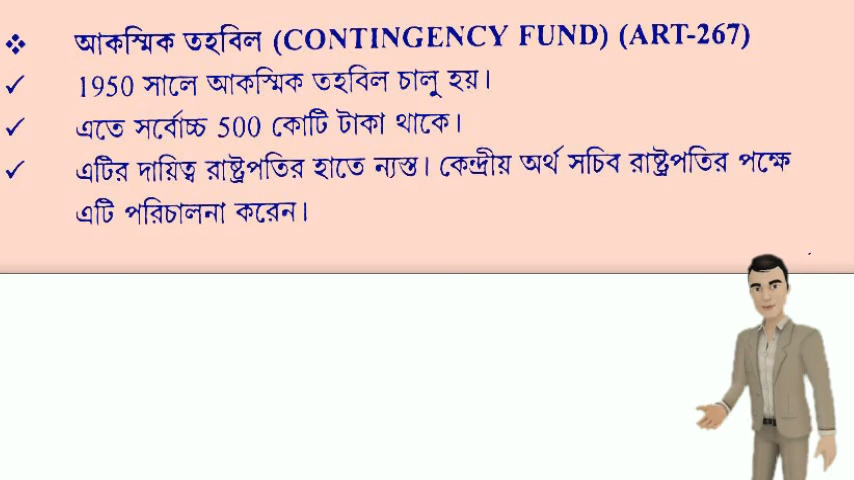 ❖ আকস্মিক তহবিল (CONTINGENCY FUND) (ART-267)
✓ 1950 সালে আকস্মিক তহবিল চালু হয়।
✓ এতে সর্বোচ্চ 500 কোটি টাকা থাকে।
✓ এটির দায়িত্ব রাষ্ট্রপতির হাতে ন্যস্ত। কেন্দ্রীয় অর্থ সচিব রাষ্ট্রপতির পক্ষে
এটি পরিচালনা করেন।